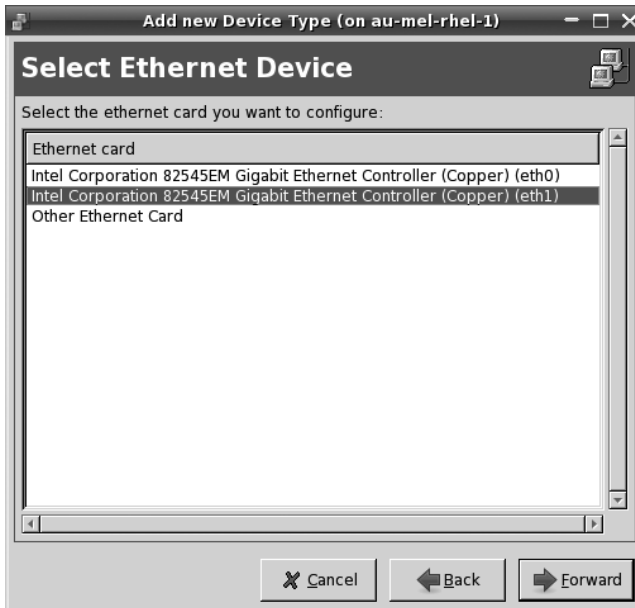 Add new Device Type (on au-mel-rhel-1)
Select Ethernet Device
Select the ethernet card you want to configure:
Ethernet card
Intel Corporation 82545EM Gigabit Ethernet Controller (Copper) (eth0)
Intel Corporation 82545EM Gigabit Ethernet Controller (Copper) (eth1)
Other Ethernet Card
Cancel Back Forward